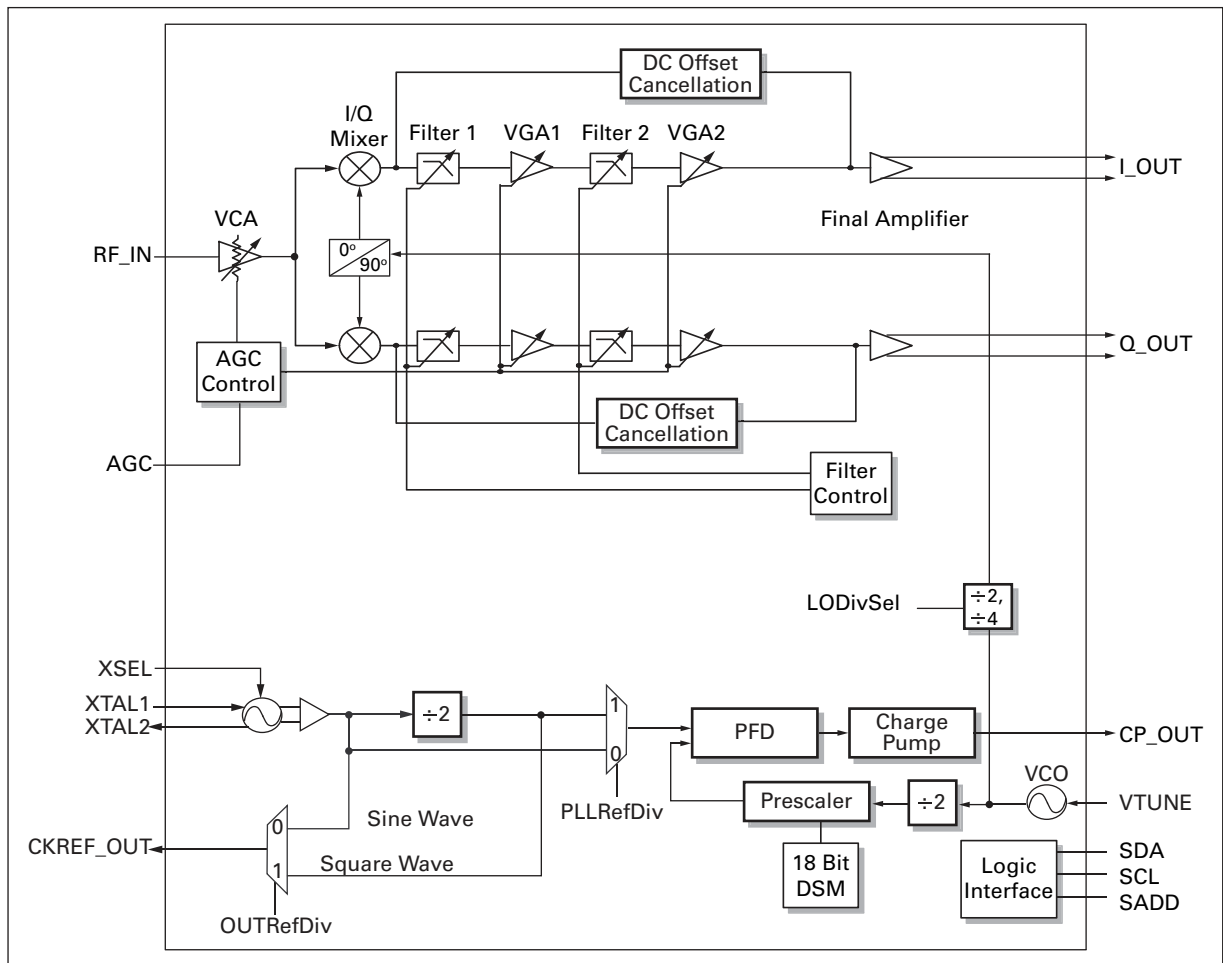 DC Offset
Cancellation
I/Q
Mixer
Filter 1
VGA1
Filter 2
VGA2
I_OUT
VCA
Final Amplifier
RF_IN
0o
90o
Q_OUT
AGC
Control
DC Offset
Cancellation
AGC
Filter
Control
LODivSel
÷2,
÷4
XSEL
XTAL1
XTAL2
÷2
1
0
PFD
Charge
Pump
CP_OUT
VCO
PLLRefDiv
Prescaler
÷2
VTUNE
Sine Wave
0
CKREF_OUT
Square Wave
1
18 Bit
DSM
Logic
Interface
SDA
SCL
SADD
OUTRefDiv